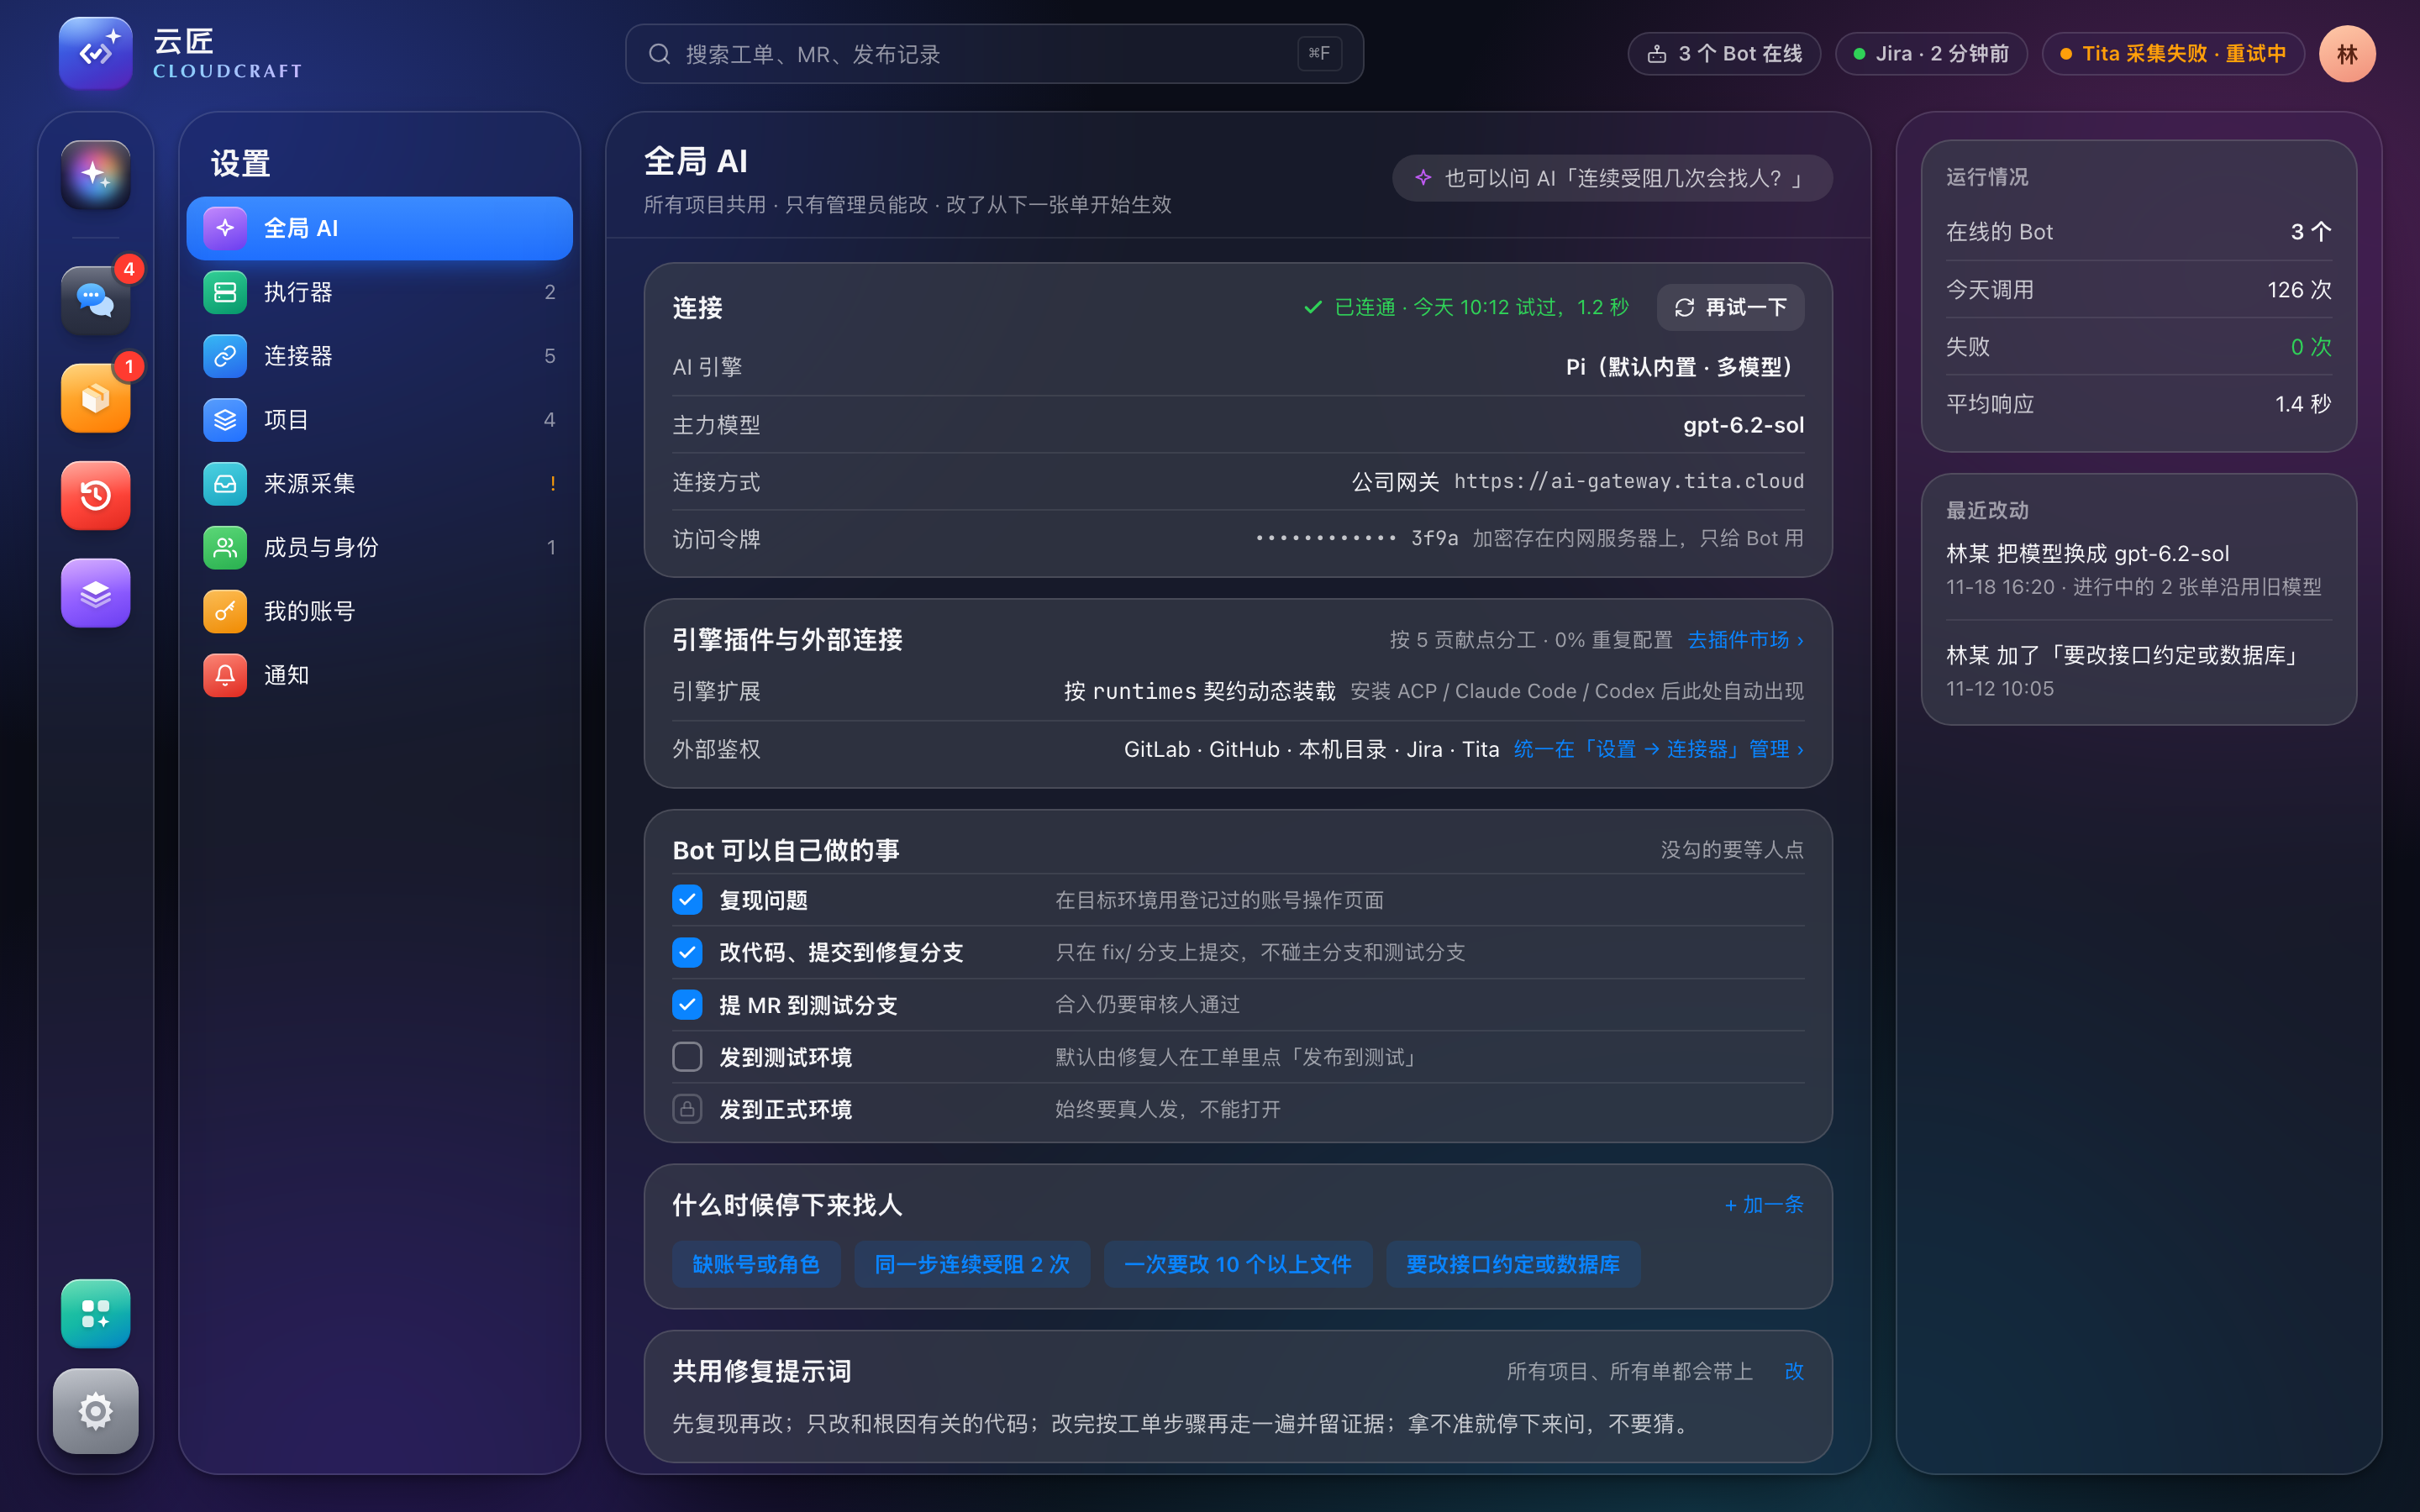 云匠
CLOUDCRAFT
搜索工单、MR、发布记录
⌘F
3 个 Bot 在线
Jira · 2 分钟前
Tita 采集失败 · 重试中
林
4
1
设置
全局 AI
执行器 2
连接器 5
项目 4
来源采集 !
成员与身份 1
我的账号
通知
全局 AI
所有项目共用 · 只有管理员能改 · 改了从下一张单开始生效
也可以问 AI「连续受阻几次会找人？」
连接
已连通 · 今天 10:12 试过，1.2 秒
再试一下
AI 引擎 Pi（默认内置 · 多模型）
主力模型 gpt-6.2-sol
连接方式 公司网关 https://ai-gateway.tita.cloud
访问令牌 •••••••••••• 3f9a 加密存在内网服务器上，只给 Bot 用
引擎插件与外部连接 按 5 贡献点分工 · 0% 重复配置 去插件市场 ›
引擎扩展 按 runtimes 契约动态装载 安装 ACP / Claude Code / Codex 后此处自动出现
外部鉴权 GitLab · GitHub · 本机目录 · Jira · Tita 统一在「设置 → 连接器」管理 ›
Bot 可以自己做的事 没勾的要等人点
复现问题 在目标环境用登记过的账号操作页面
改代码、提交到修复分支 只在 fix/ 分支上提交，不碰主分支和测试分支
提 MR 到测试分支 合入仍要审核人通过
发到测试环境 默认由修复人在工单里点「发布到测试」
发到正式环境 始终要真人发，不能打开
什么时候停下来找人 + 加一条
缺账号或角色 同一步连续受阻 2 次 一次要改 10 个以上文件 要改接口约定或数据库
共用修复提示词 所有项目、所有单都会带上 改
先复现再改；只改和根因有关的代码；改完按工单步骤再走一遍并留证据；拿不准就停下来问，不要猜。
运行情况
在线的 Bot 3 个
今天调用 126 次
失败 0 次
平均响应 1.4 秒
最近改动
林某 把模型换成 gpt-6.2-sol
11-18 16:20 · 进行中的 2 张单沿用旧模型
林某 加了「要改接口约定或数据库」
11-12 10:05